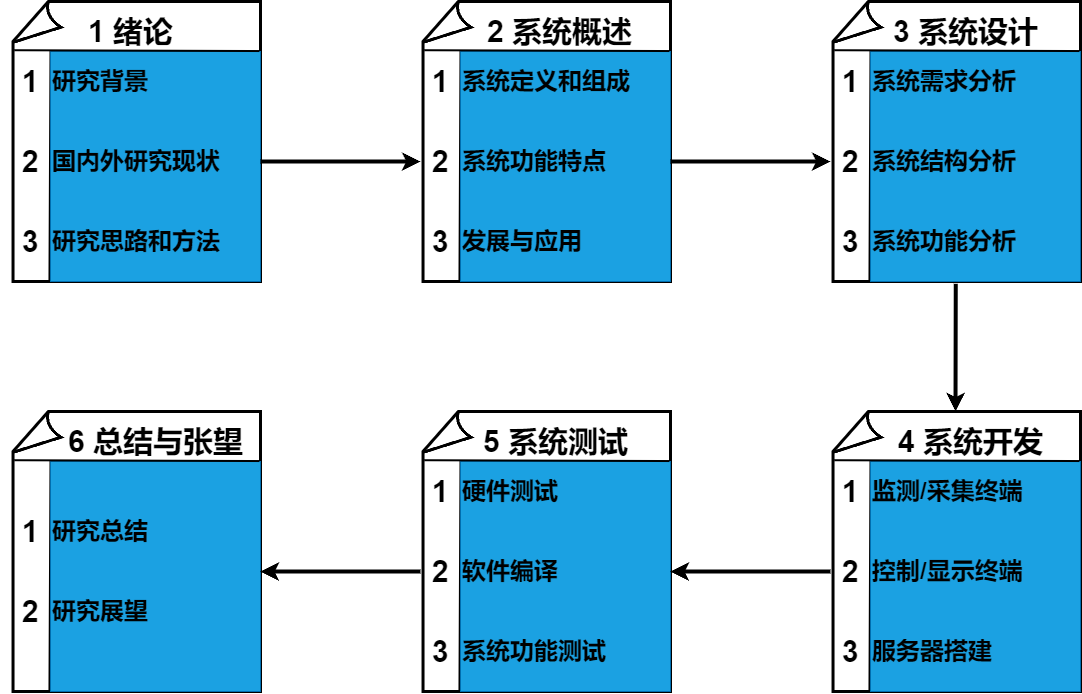 1 绪论
1 研究背景
2 国内外研究现状
3 研究思路和方法
2 系统概述
1 系统定义和组成
2 系统功能特点
3 发展与应用
3 系统设计
1 系统需求分析
2 系统结构分析
3 系统功能分析
4 系统开发
1 监测/采集终端
2 控制/显示终端
3 服务器搭建
5 系统测试
1 硬件测试
2 软件编译
3 系统功能测试
6 总结与张望
1 研究总结
2 研究展望